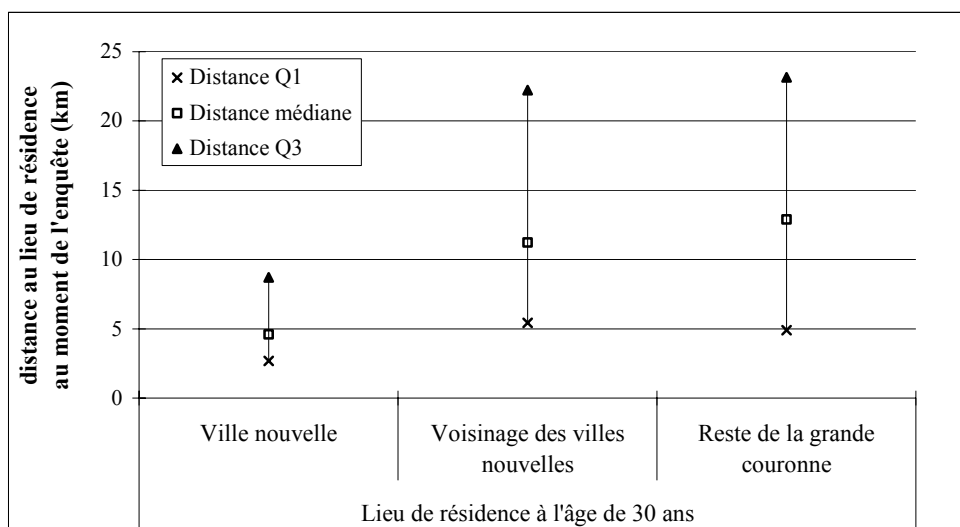 distance au lieu de résidence
au moment de l'enquête (km)
25
20
15
10
5
0
Distance Q1
Distance médiane
Distance Q3
Ville nouvelle
Voisinage des villes
nouvelles
Reste de la grande
couronne
Lieu de résidence à l'âge de 30 ans